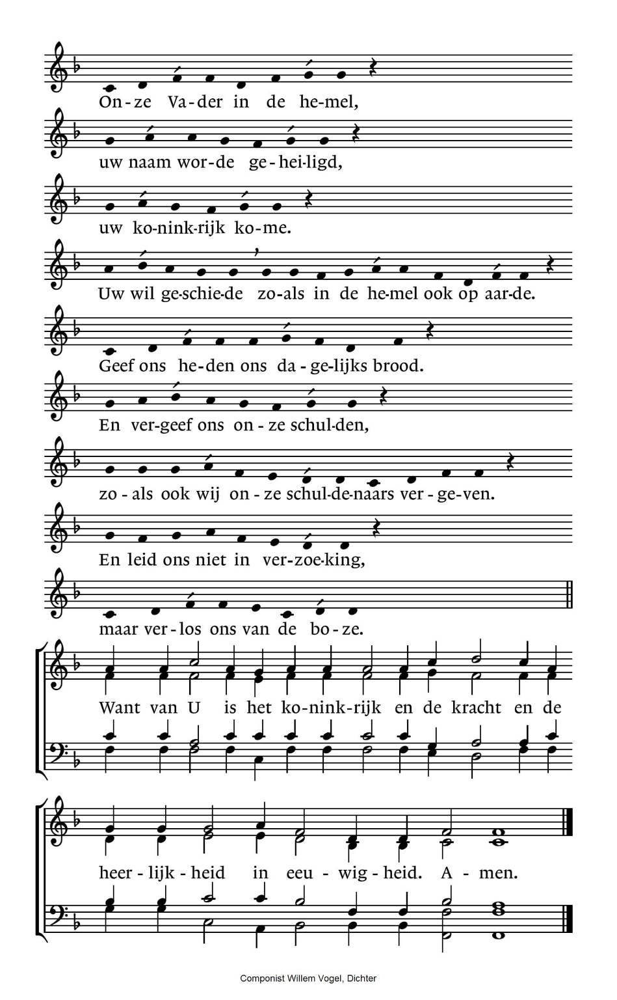 On - ze Va - der in de he - mel,
uw naam wor - de ge - hei - ligd,
uw ko - nink - rijk ko - me.
Uw wil ge - schie - de zo - als in de he - mel ook op aar - de.
Geef ons he - den ons da - ge - lijks brood.
En ver - geef ons on - ze schul - den,
zo - als ook wij on - ze schul - de - naars ver - ge - ven.
En leid ons niet in ver - zoe - king,
maar ver - los ons van de bo - ze.
Want van U is het ko - nink - rijk en de kracht en de
heer - lijk - heid in eeu - wig - heid. A - men.
Componist Willem Vogel, Dichter